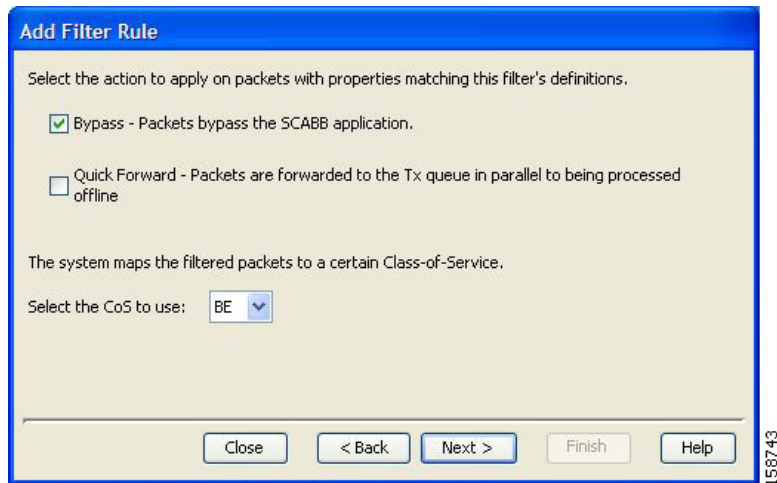 Add Filter Rule
Select the action to apply on packets with properties matching this filter's definitions.
Bypass - Packets bypass the SCABB application.
Quick Forward - Packets are forwarded to the Tx queue in parallel to being processed
offline
The system maps the filtered packets to a certain Class-of-Service.
Select the CoS to use: BE
Close < Back Next > Finish Help
158743